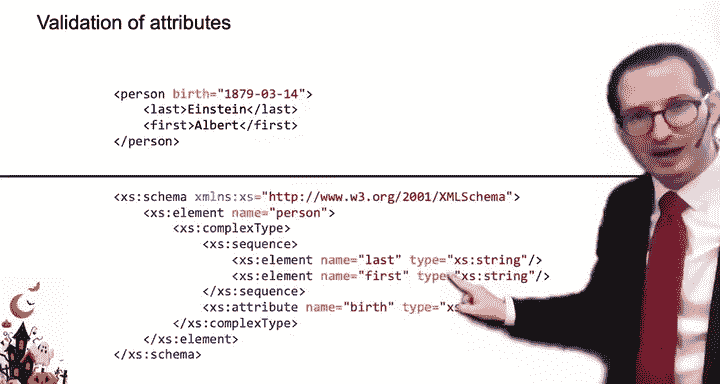 Validation of attributes
<person birth="1879-03-14">
<last>Einstein</last>
<first>Albert</first>
</person>
<xs:schema xmlns:xs="http://www.w3.org/2001/XMLSchema">
<xs:element name="person">
<xs:complexType>
<xs:sequence>
<xs:element name="last" type="xs:string"/>
<xs:element name="first" type="xs:string"/>
</xs:sequence>
<xs:attribute name="birth" type="xs
</xs:complexType>
</xs:element>
</xs:schema>